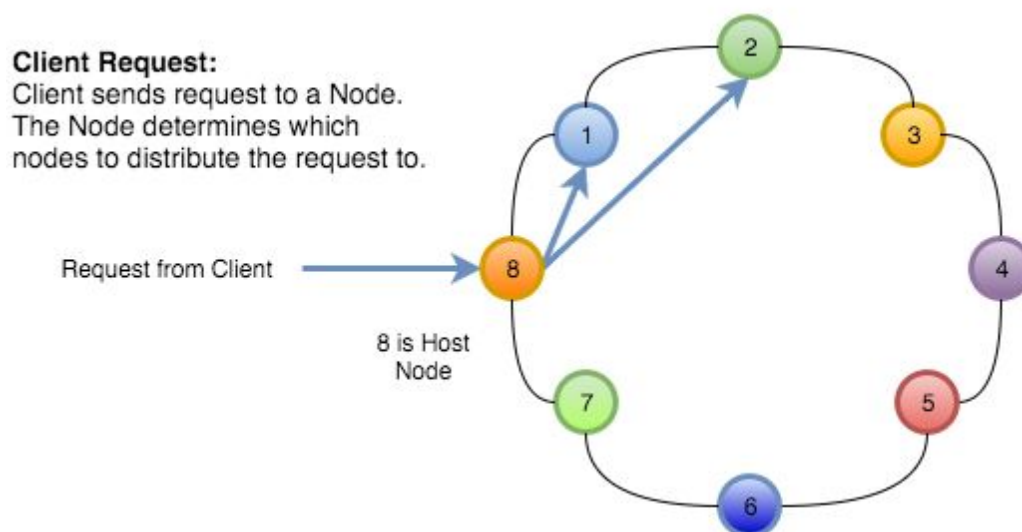 Client Request:
Client sends request to a Node.
The Node determines which
nodes to distribute the request to.
2
1
3
Request from Client
8
4
8 is Host
Node
7
5
6